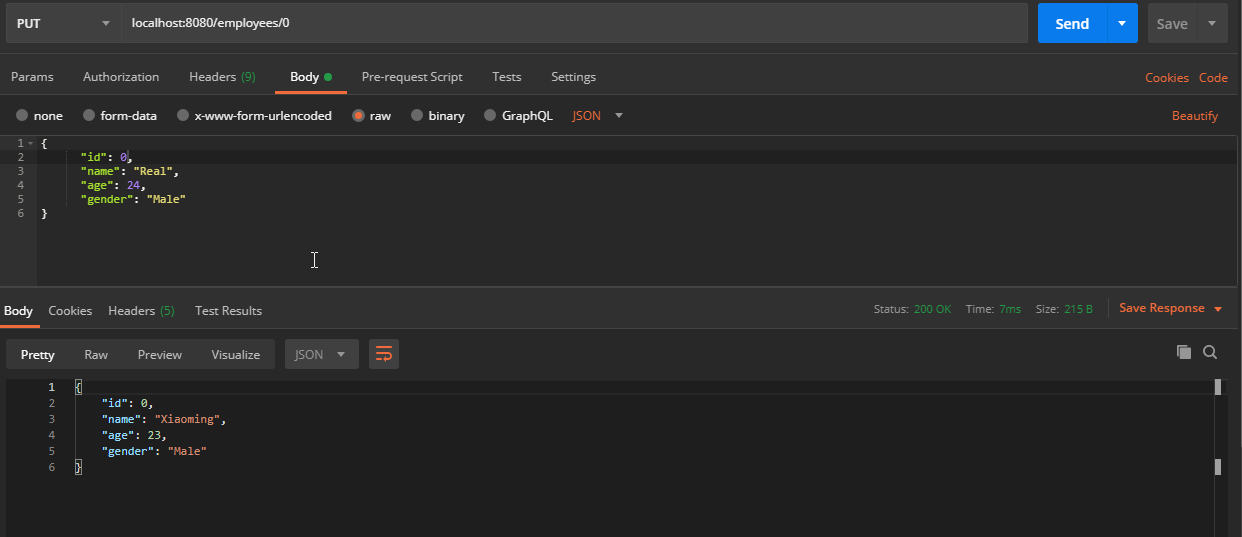 PUT localhost:8080/employees/0 Send Save
Params Authorization Headers (9) Body Pre-request Script Tests Settings Cookies Code
none form-data x-www-form-urlencoded raw binary GraphQL JSON Beautify
1 {
2 "id": 0,
3 "name": "Real",
4 "age": 24,
5 "gender": "Male"
6 }
Body Cookies Headers (5) Test Results Status: 200 OK Time: 7ms Size: 215 B Save Response
Pretty Raw Preview Visualize JSON
1 {
2 "id": 0,
3 "name": "Xiaoming",
4 "age": 23,
5 "gender": "Male"
6 }